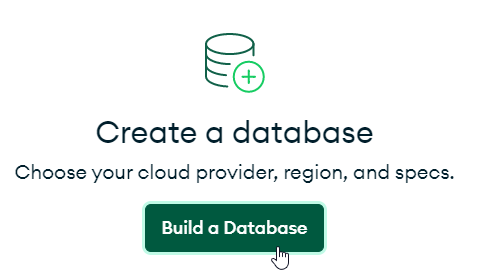 Create a database
Choose your cloud provider, region, and specs.
Build a Database